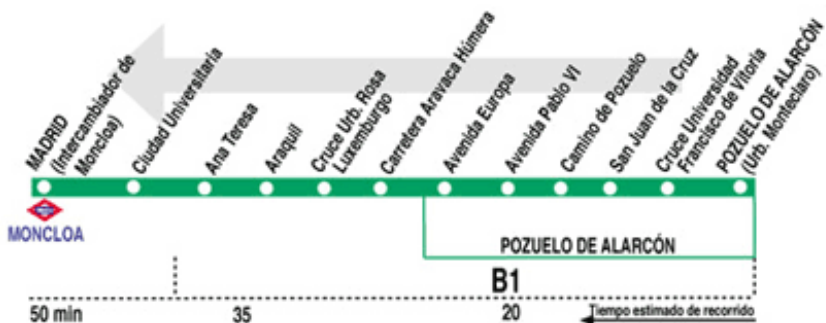 MADRID
(Intercambiador de
Moncloa)
Ciudad Universitaria
Ana Teresa
Araquil
Cruce Urb. Rosa
Luxemburgo
Carretera Aravaca Húmera
Avenida Europa
Avenida Pablo VI
Camino de Pozuelo
San Juan de la Cruz
Cruce Universidad
Francisco de Vitoria
POZUELO DE ALARCÓN
(Urb. Monteclaro)
MONCLOA
POZUELO DE ALARCÓN
B1
50 min 35 20 Tiempo estimado de recorrido